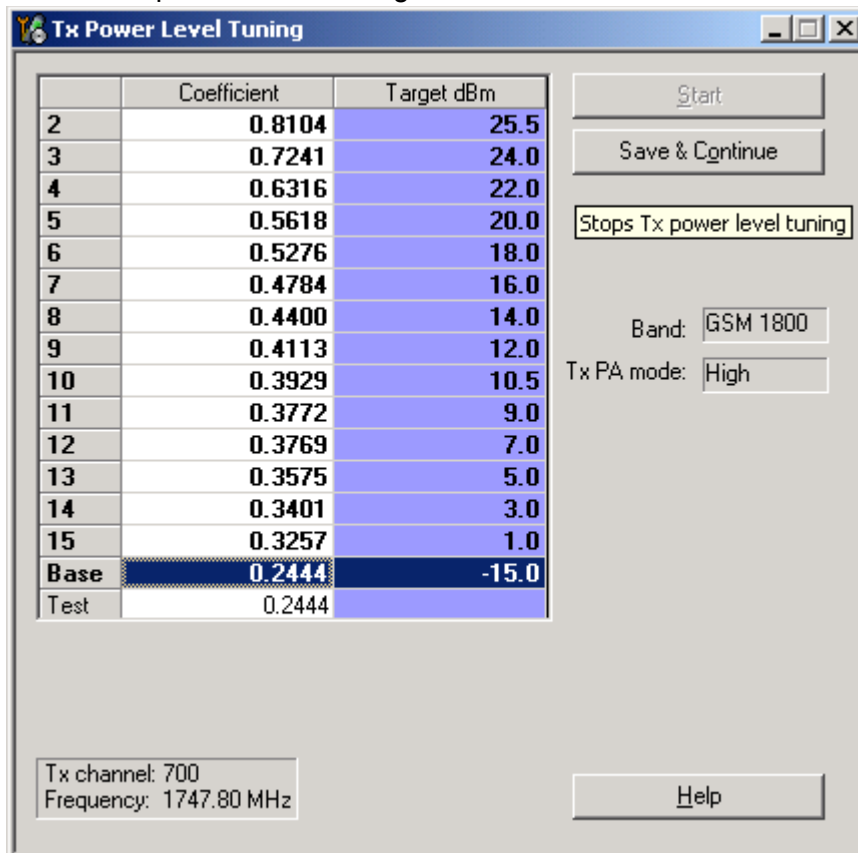 Tx Power Level Tuning
Coefficient Target dBm
2 0.8104 25.5
3 0.7241 24.0
4 0.6316 22.0
5 0.5618 20.0
6 0.5276 18.0
7 0.4784 16.0
8 0.4400 14.0
9 0.4113 12.0
10 0.3929 10.5
11 0.3772 9.0
12 0.3769 7.0
13 0.3575 5.0
14 0.3401 3.0
15 0.3257 1.0
Base 0.2444 -15.0
Test 0.2444
Start
Save & Continue
Stops Tx power level tuning
Band: GSM 1800
Tx PA mode: High
Tx channel: 700
Frequency: 1747.80 MHz
Help